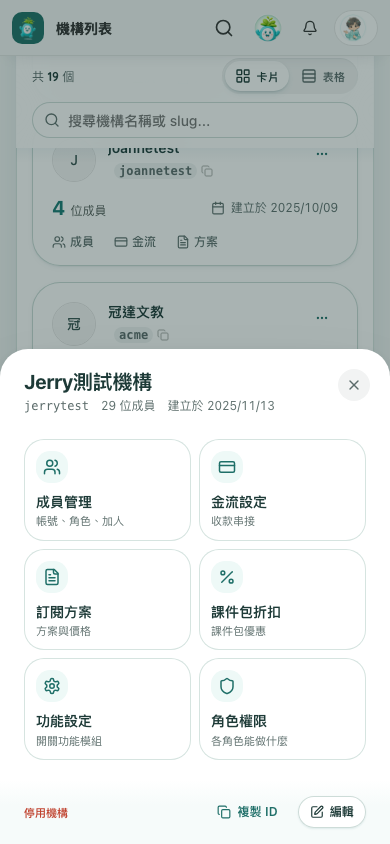 機構列表
共 19 個
卡片
表格
搜尋機構名稱或 slug...
J
joannetest
joannetest
4 位成員
建立於 2025/10/09
成員
金流
方案
冠
冠達文教
acme
Jerry測試機構
jerrytest 29 位成員 建立於 2025/11/13
成員管理
帳號、角色、加人
金流設定
收款串接
訂閱方案
方案與價格
課件包折扣
課件包優惠
功能設定
開關功能模組
角色權限
各角色能做什麼
停用機構
複製 ID
編輯